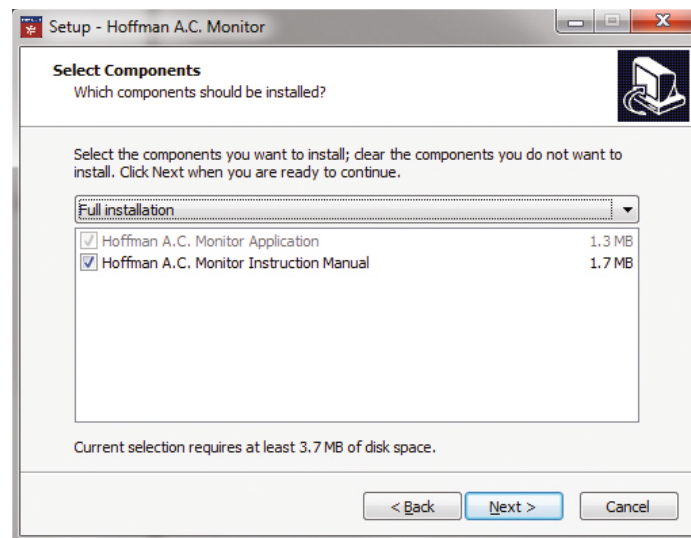 Setup - Hoffman A.C. Monitor
Select Components
Which components should be installed?
Select the components you want to install; clear the components you do not want to
install. Click Next when you are ready to continue.
Full installation
Hoffman A.C. Monitor Application 1.3 MB
Hoffman A.C. Monitor Instruction Manual 1.7 MB
Current selection requires at least 3.7 MB of disk space.
< Back Next > Cancel